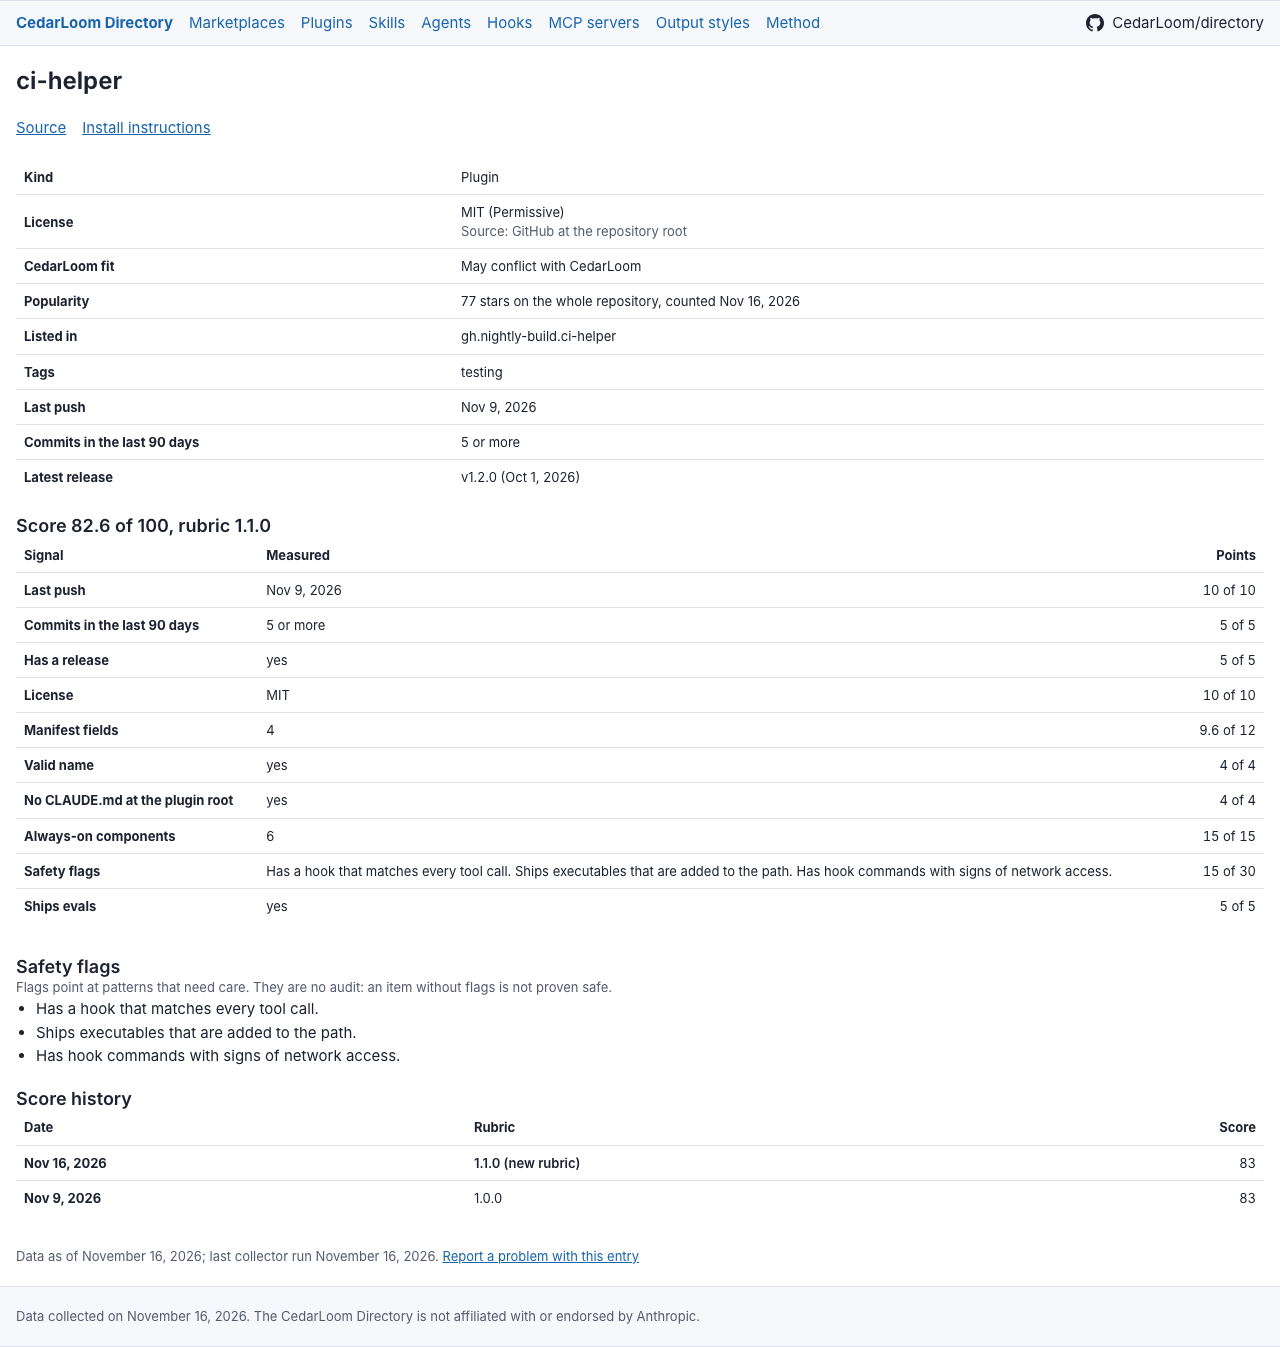 CedarLoom Directory Marketplaces Plugins Skills Agents Hooks MCP servers Output styles Method CedarLoom/directory
ci-helper
Source Install instructions
Kind Plugin
License MIT (Permissive)
Source: GitHub at the repository root
CedarLoom fit May conflict with CedarLoom
Popularity 77 stars on the whole repository, counted Nov 16, 2026
Listed in gh.nightly-build.ci-helper
Tags testing
Last push Nov 9, 2026
Commits in the last 90 days 5 or more
Latest release v1.2.0 (Oct 1, 2026)
Score 82.6 of 100, rubric 1.1.0
Signal Measured Points
Last push Nov 9, 2026 10 of 10
Commits in the last 90 days 5 or more 5 of 5
Has a release yes 5 of 5
License MIT 10 of 10
Manifest fields 4 9.6 of 12
Valid name yes 4 of 4
No CLAUDE.md at the plugin root yes 4 of 4
Always-on components 6 15 of 15
Safety flags Has a hook that matches every tool call. Ships executables that are added to the path. Has hook commands with signs of network access. 15 of 30
Ships evals yes 5 of 5
Safety flags
Flags point at patterns that need care. They are no audit: an item without flags is not proven safe.
• Has a hook that matches every tool call.
• Ships executables that are added to the path.
• Has hook commands with signs of network access.
Score history
Date Rubric Score
Nov 16, 2026 1.1.0 (new rubric) 83
Nov 9, 2026 1.0.0 83
Data as of November 16, 2026; last collector run November 16, 2026. Report a problem with this entry
Data collected on November 16, 2026. The CedarLoom Directory is not affiliated with or endorsed by Anthropic.